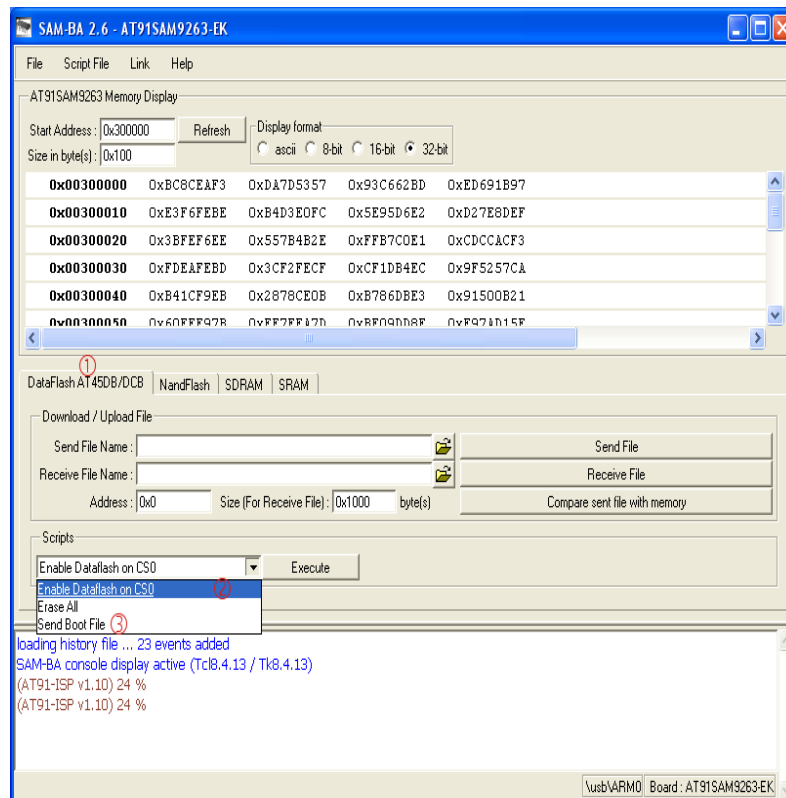 SAM-BA 2.6 - AT91SAM9263-EK
File Script File Link Help
AT91SAM9263 Memory Display
Start Address : 0x300000 Refresh Display format
Size in byte(s) : 0x100 ascii 8-bit 16-bit 32-bit
0x00300000 0xBC8CEAF3 0xDA7D5357 0x93C662BD 0xED691B97
0x00300010 0xE3F6FEBE 0xB4D3E0FC 0x5E95D6E2 0xD27E8DEF
0x00300020 0x3BFEF6EE 0x557B4B2E 0xFFB7C0E1 0xCDCCACF3
0x00300030 0xFDEAFEBD 0x3CF2FECF 0xCF1DB4EC 0x9F5257CA
0x00300040 0xB41CF9EB 0x2878CE0B 0xB786DBE3 0x91500B21
0x00300050
①
DataFlash AT45DB/DCB NandFlash SDRAM SRAM
Download / Upload File
Send File Name : Send File
Receive File Name : Receive File
Address : 0x0 Size (For Receive File) : 0x1000 byte(s) Compare sent file with memory
Scripts
Enable Dataflash on CS0 Execute
Enable Dataflash on CS0 ②
Erase All
Send Boot File ③
loading history file ... 23 events added
SAM-BA console display active (Tcl8.4.13 / Tk8.4.13)
(AT91-ISP v1.10) 24 %
(AT91-ISP v1.10) 24 %
\usb\ARM0 Board : AT91SAM9263-EK